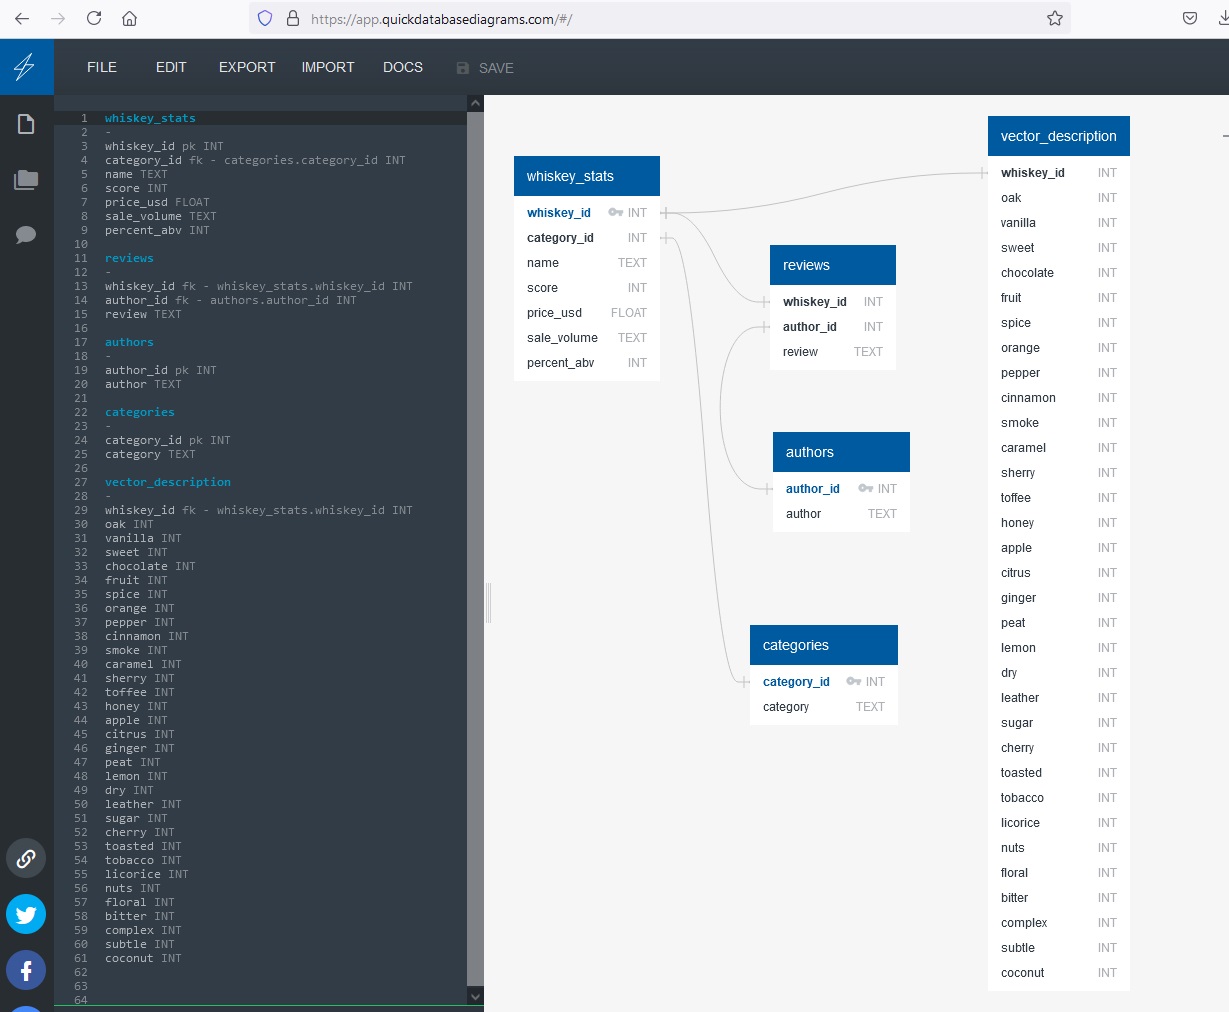 https://app.quickdatabasediagrams.com/#/
FILE EDIT EXPORT IMPORT DOCS SAVE
1 whiskey_stats
2 -
3 whiskey_id pk INT
4 category_id fk - categories.category_id INT
5 name TEXT
6 score INT
7 price_usd FLOAT
8 sale_volume TEXT
9 percent_abv INT
10
11 reviews
12 -
13 whiskey_id fk - whiskey_stats.whiskey_id INT
14 author_id fk - authors.author_id INT
15 review TEXT
16
17 authors
18 -
19 author_id pk INT
20 author TEXT
21
22 categories
23 -
24 category_id pk INT
25 category TEXT
26
27 vector_description
28 -
29 whiskey_id fk - whiskey_stats.whiskey_id INT
30 oak INT
31 vanilla INT
32 sweet INT
33 chocolate INT
34 fruit INT
35 spice INT
36 orange INT
37 pepper INT
38 cinnamon INT
39 smoke INT
40 caramel INT
41 sherry INT
42 toffee INT
43 honey INT
44 apple INT
45 citrus INT
46 ginger INT
47 peat INT
48 lemon INT
49 dry INT
50 leather INT
51 sugar INT
52 cherry INT
53 toasted INT
54 tobacco INT
55 licorice INT
56 nuts INT
57 floral INT
58 bitter INT
59 complex INT
60 subtle INT
61 coconut INT
62
63
64
whiskey_stats
whiskey_id INT
category_id INT
name TEXT
score INT
price_usd FLOAT
sale_volume TEXT
percent_abv INT
reviews
whiskey_id INT
author_id INT
review TEXT
authors
author_id INT
author TEXT
categories
category_id INT
category TEXT
vector_description
whiskey_id INT
oak INT
vanilla INT
sweet INT
chocolate INT
fruit INT
spice INT
orange INT
pepper INT
cinnamon INT
smoke INT
caramel INT
sherry INT
toffee INT
honey INT
apple INT
citrus INT
ginger INT
peat INT
lemon INT
dry INT
leather INT
sugar INT
cherry INT
toasted INT
tobacco INT
licorice INT
nuts INT
floral INT
bitter INT
complex INT
subtle INT
coconut INT